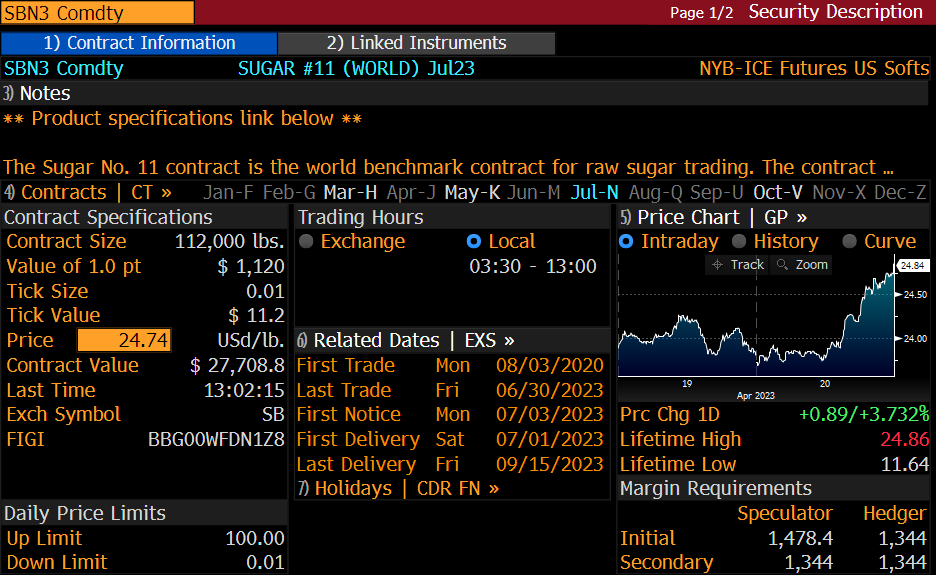 SBN3 Comdty Page 1/2 Security Description
1) Contract Information 2) Linked Instruments
SBN3 Comdty SUGAR #11 (WORLD) Jul23 NYB-ICE Futures US Softs
3) Notes
** Product specifications link below **
The Sugar No. 11 contract is the world benchmark contract for raw sugar trading. The contract ...
4) Contracts | CT » Jan-F Feb-G Mar-H Apr-J May-K Jun-M Jul-N Aug-Q Sep-U Oct-V Nov-X Dec-Z
Contract Specifications
Contract Size 112,000 lbs.
Value of 1.0 pt $ 1,120
Tick Size 0.01
Tick Value $ 11.2
Price 24.74 USd/lb.
Contract Value $ 27,708.8
Last Time 13:02:15
Exch Symbol SB
FIGI BBG00WFDN1Z8
Daily Price Limits
Up Limit 100.00
Down Limit 0.01
Trading Hours
Exchange Local
03:30 - 13:00
6) Related Dates | EXS »
First Trade Mon 08/03/2020
Last Trade Fri 06/30/2023
First Notice Mon 07/03/2023
First Delivery Sat 07/01/2023
Last Delivery Fri 09/15/2023
7) Holidays | CDR FN »
5) Price Chart | GP »
Intraday History Curve
Track Zoom
24.84
24.50
24.00
19 20
Apr 2023
Prc Chg 1D +0.89/+3.732%
Lifetime High 24.86
Lifetime Low 11.64
Margin Requirements
Speculator Hedger
Initial 1,478.4 1,344
Secondary 1,344 1,344